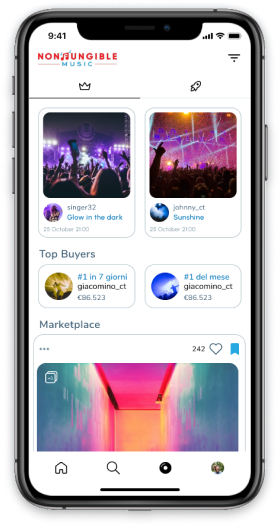 9:41
NON FUNGIBLE
MUSIC
singer32
Glow in the dark
25 October 21:00
johnny_ct
Sunshine
25 October 21:00
Top Buyers
#1 in 7 giorni
giacomino_ct
€86.523
#1 del mese
giacomino_ct
€86.523
Marketplace
242